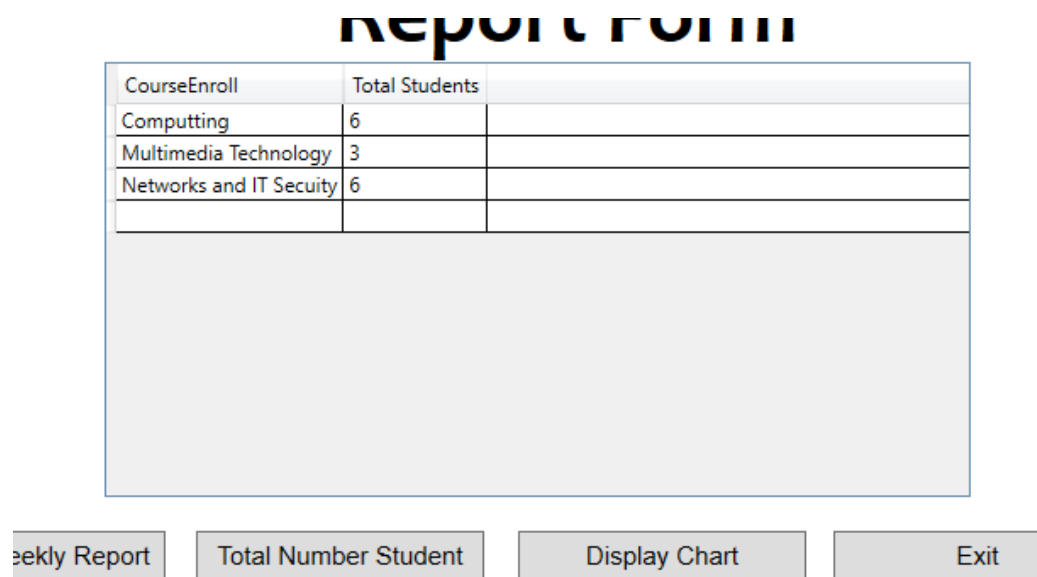 Report Form
CourseEnroll Total Students
Computting 6
Multimedia Technology 3
Networks and IT Secuity 6
eekly Report Total Number Student Display Chart Exit